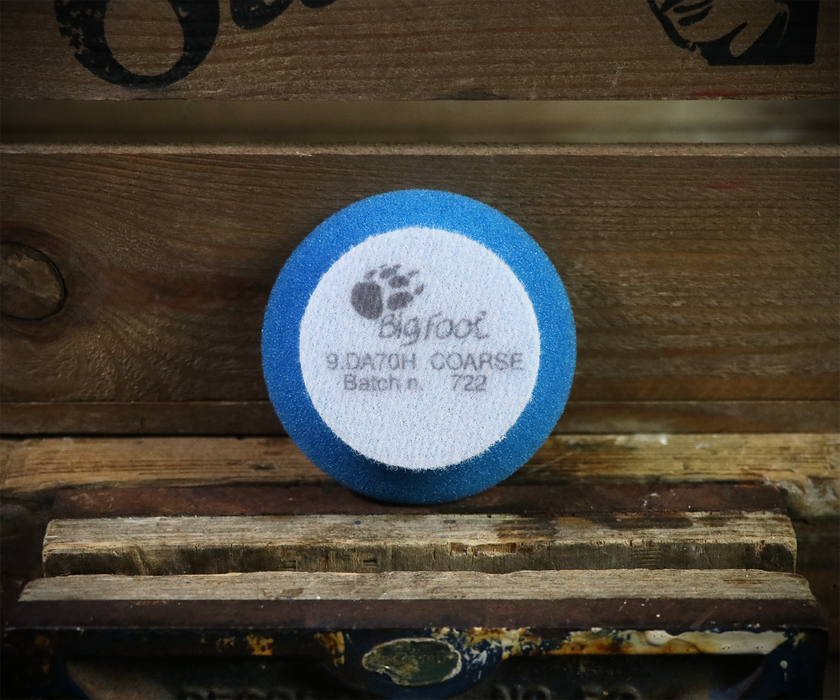 Bigfoot
9.DA70H COARSE
Batch n. 722